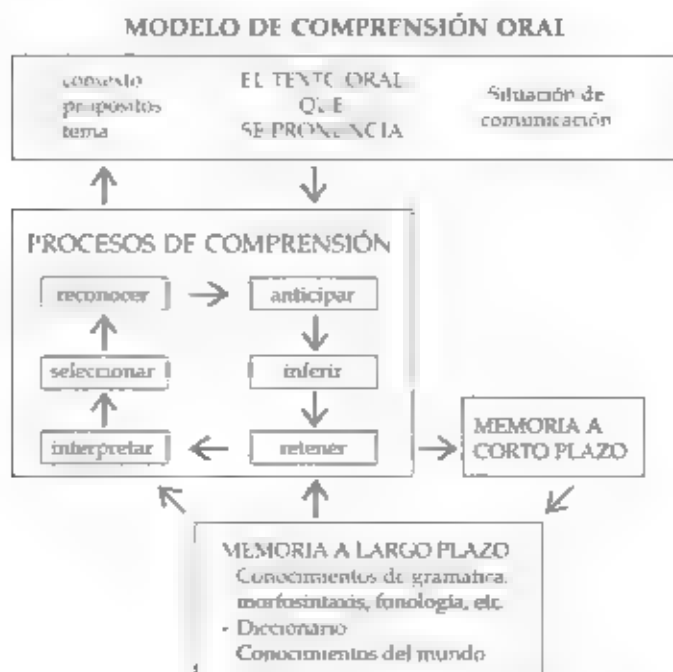 MODELO DE COMPRENSIÓN ORAL
contexto
propósitos
tema
EL TEXTO ORAL
QUE
SE PRONUNCIA
Situación de
comunicación
PROCESOS DE COMPRENSIÓN
reconocer
anticipar
seleccionar
inferir
interpretar
retener
MEMORIA A
CORTO PLAZO
MEMORIA A LARGO PLAZO
Conocimientos de gramática,
morfosintaxis, fonología, etc.
- Diccionario
Conocimientos del mundo